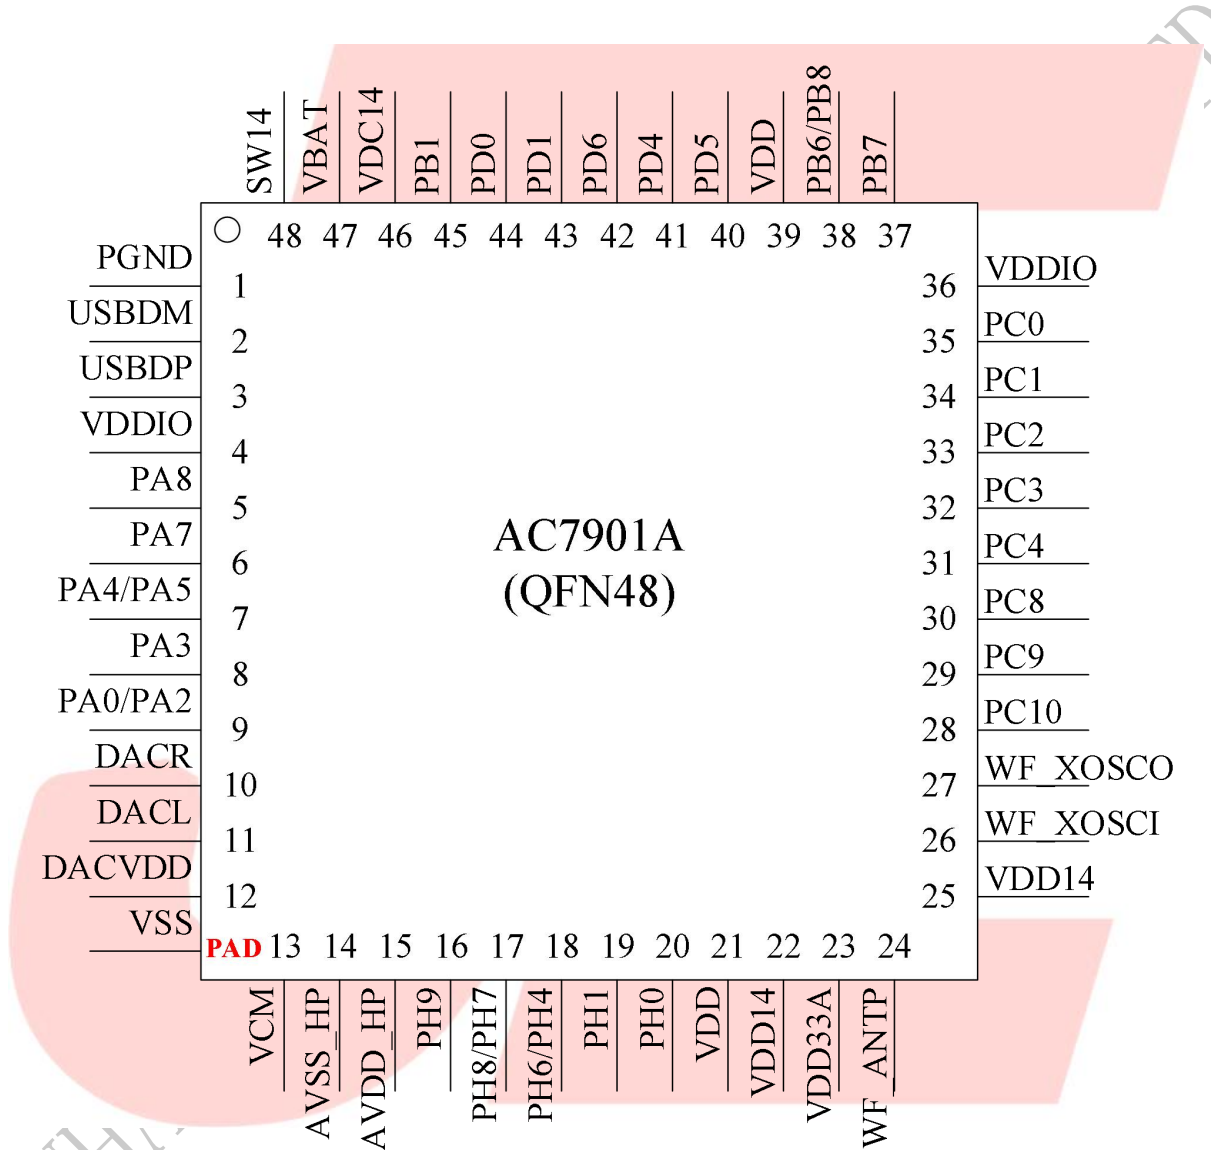 SW14
VBAT
VDC14
PB1
PD0
PD1
PD6
PD4
PD5
VDD
PB6/PB8
PB7
48 47 46 45 44 43 42 41 40 39 38 37
PGND
1
USBDM
2
USBDP
3
VDDIO
4
PA8
5
PA7
6
PA4/PA5
7
PA3
8
PA0/PA2
9
DACR
10
DACL
11
DACVDD
12
VSS
AC7901A
(QFN48)
36
VDDIO
35
PC0
34
PC1
33
PC2
32
PC3
31
PC4
30
PC8
29
PC9
28
PC10
27
WF_XOSCO
26
WF_XOSCI
25
VDD14
PAD 13 14 15 16 17 18 19 20 21 22 23 24
VCM
AVSS_HP
AVDD_HP
PH9
PH8/PH7
PH6/PH4
PH1
PH0
VDD
VDD14
VDD33A
WF_ANTP